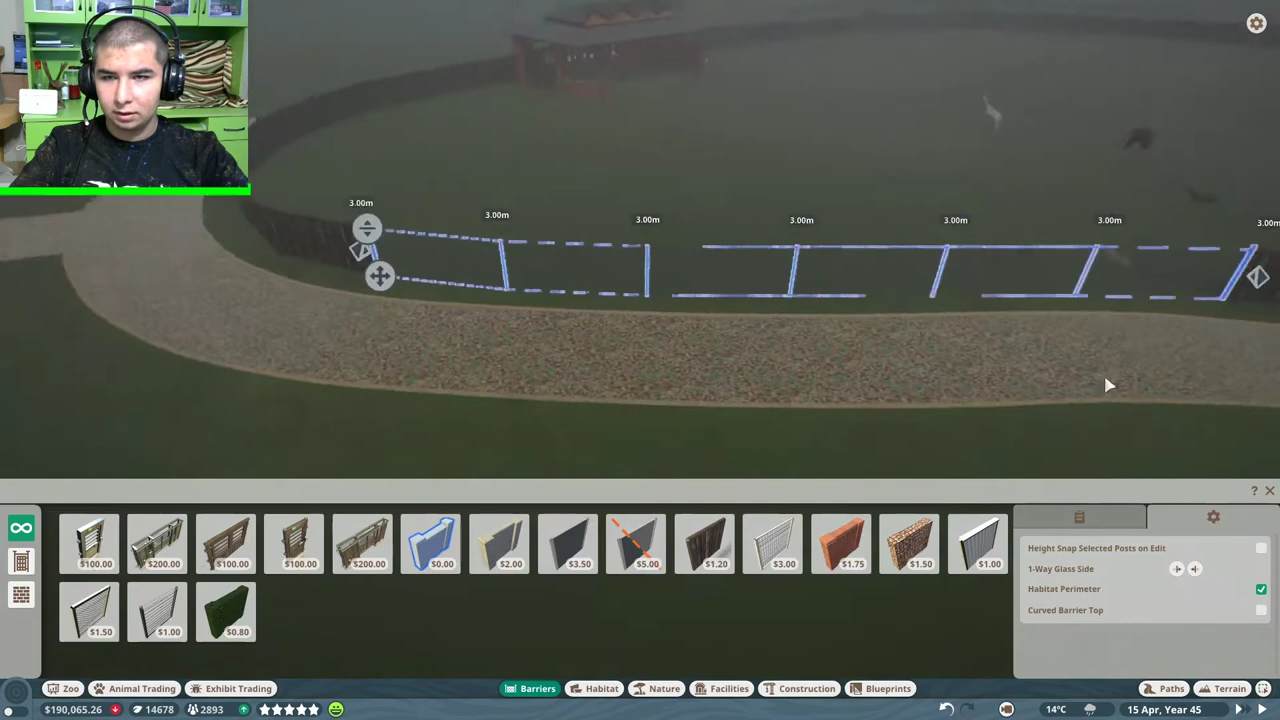 3.00m 3.00m 3.00m 3.00m 3.00m 3.00m 3.00m
? ×
$100.00 $200.00 $100.00 $100.00 $200.00 $0.00 $2.00 $3.50 $5.00 $1.20 $3.00 $1.75 $1.50 $1.00
$1.50 $1.00 $0.80
Height Snap Selected Posts on Edit
1-Way Glass Side
Habitat Perimeter
Curved Barrier Top
Zoo Animal Trading Exhibit Trading Barriers Habitat Nature Facilities Construction Blueprints Paths Terrain
$190,065.26 14678 2893 14°C 15 Apr, Year 45